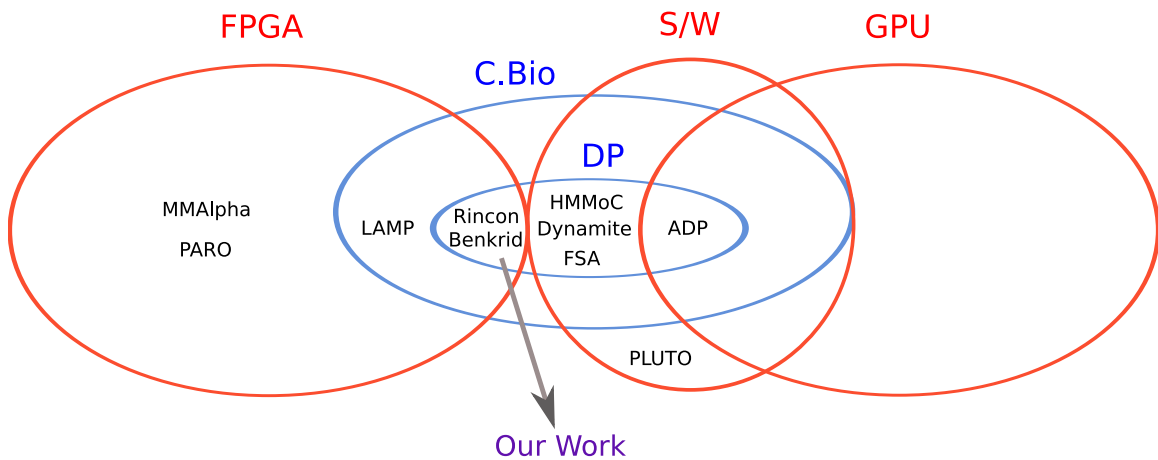 FPGA
S/W
GPU
C.Bio
DP
MMAlpha
PARO
LAMP
Rincon
Benkrid
HMMoC
Dynamite
FSA
ADP
PLUTO
Our Work